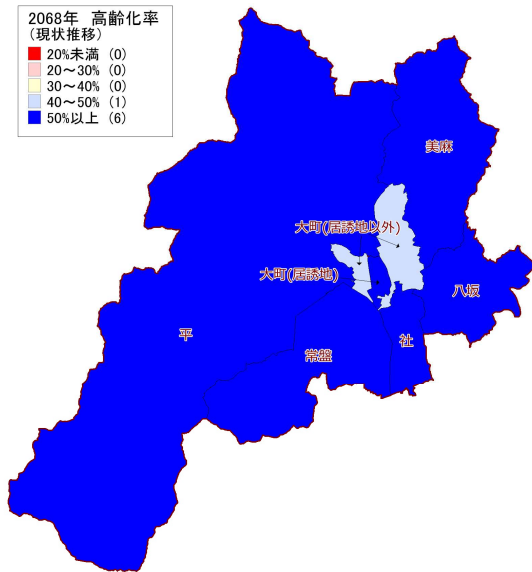 2068年 高齢化率
(現状推移)
20%未満 (0)
20～30% (0)
30～40% (0)
40～50% (1)
50%以上 (6)
美麻
大町(居誘地以外)
大町(居誘地)
八坂
平
社
常盤